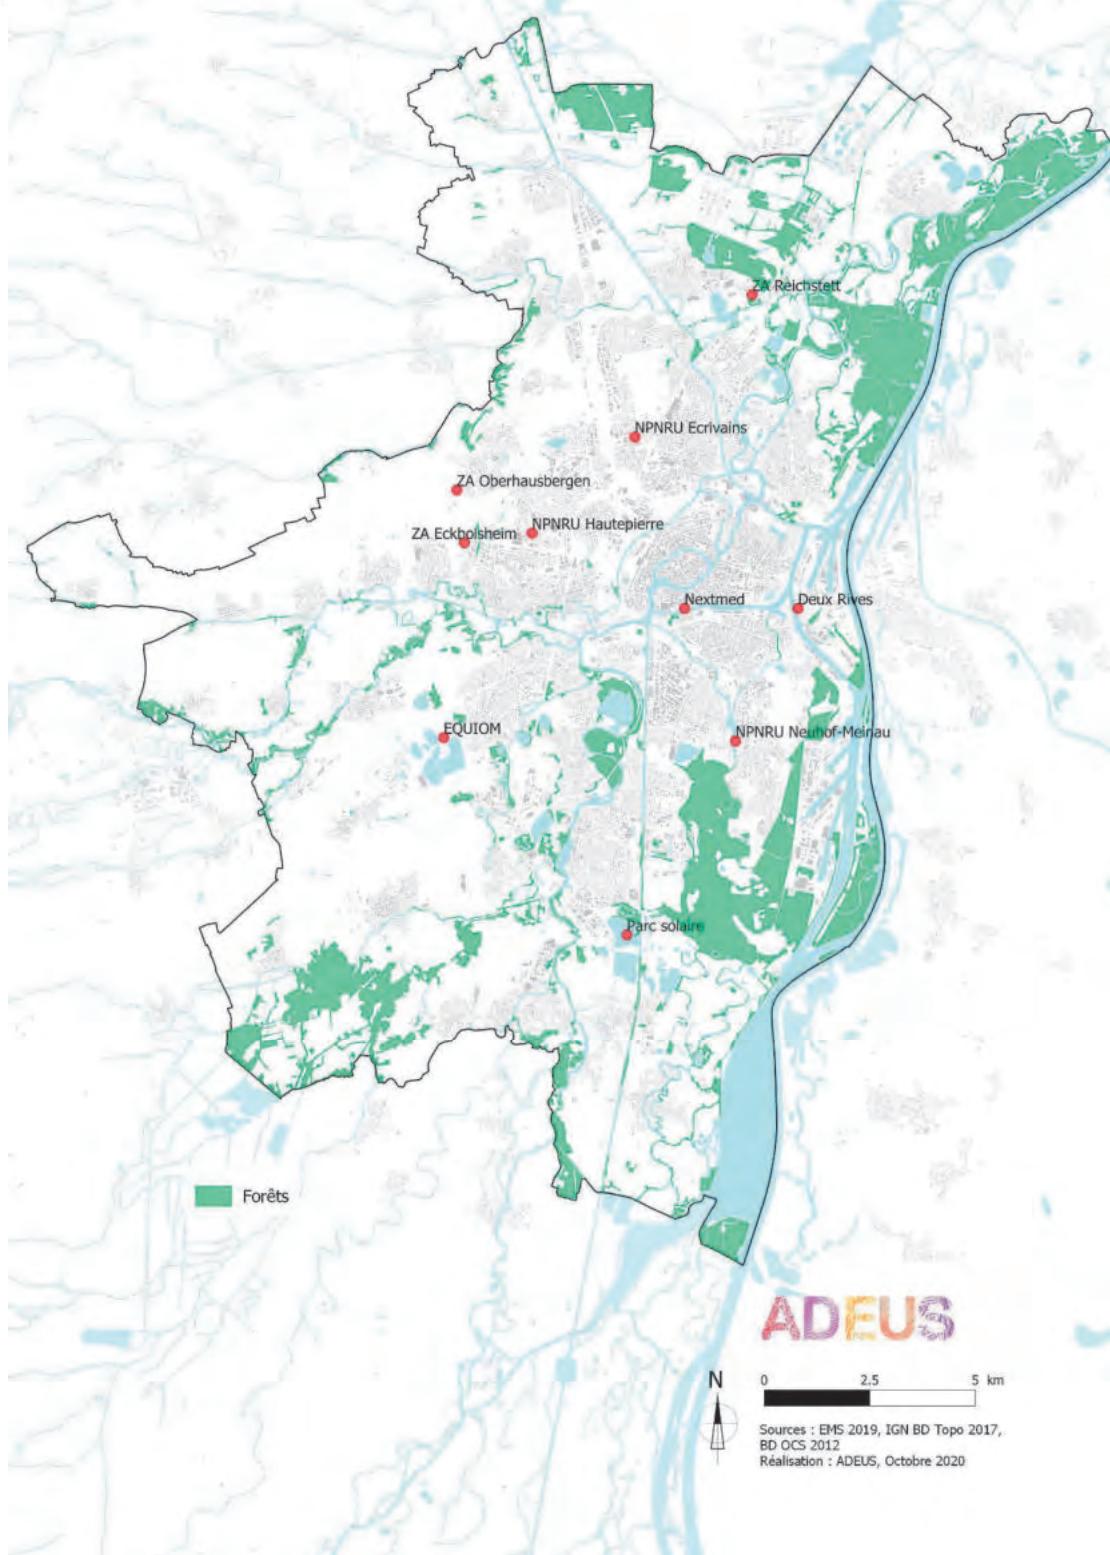 ZA Reichstett
NPNRU Ecrivains
ZA Oberhausbergen
NPNRU Hautepierre
ZA Eckbolsheim
Nextmed
Deux Rives
EQUIOM
NPNRU Neuhof-Meinau
Parc solaire
Forêts
ADEUS
N
0 2.5 5 km
Sources : EMS 2019, IGN BD Topo 2017,
BD OCS 2012
Réalisation : ADEUS, Octobre 2020